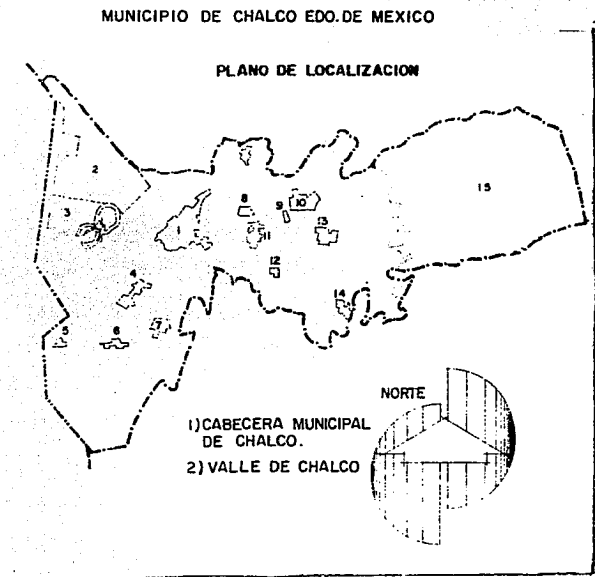 MUNICIPIO DE CHALCO EDO. DE MEXICO
PLANO DE LOCALIZACION
2
15
3
8
10
9
1
13
11
12
4
14
5
6
7
NORTE
1) CABECERA MUNICIPAL
DE CHALCO.
2) VALLE DE CHALCO